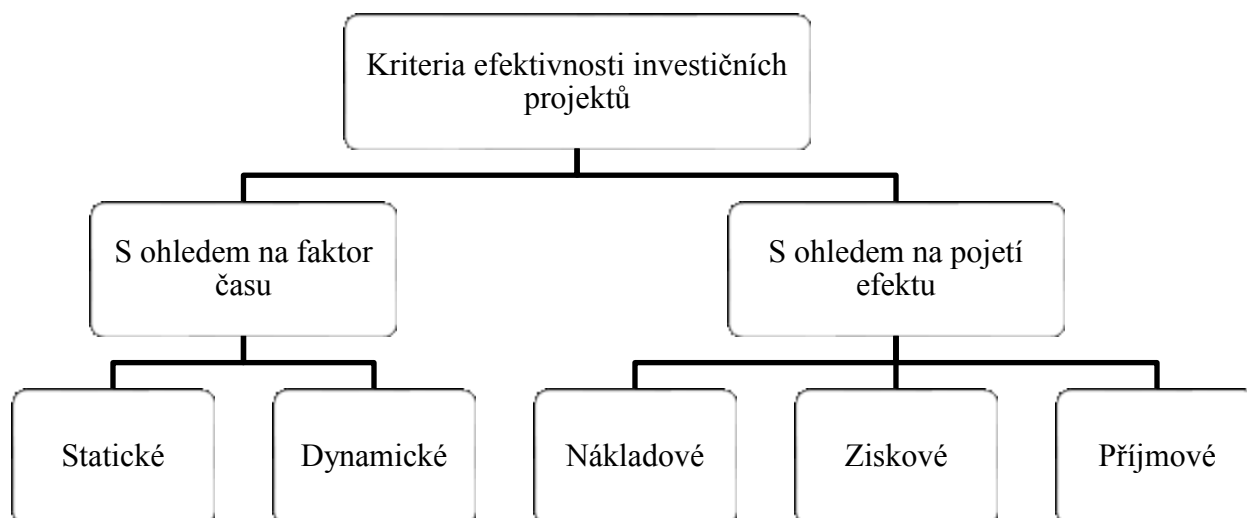 Kriteria efektivnosti investičních
projektů
S ohledem na faktor
času
S ohledem na pojetí
efektu
Statické
Dynamické
Nákladové
Ziskové
Příjmové